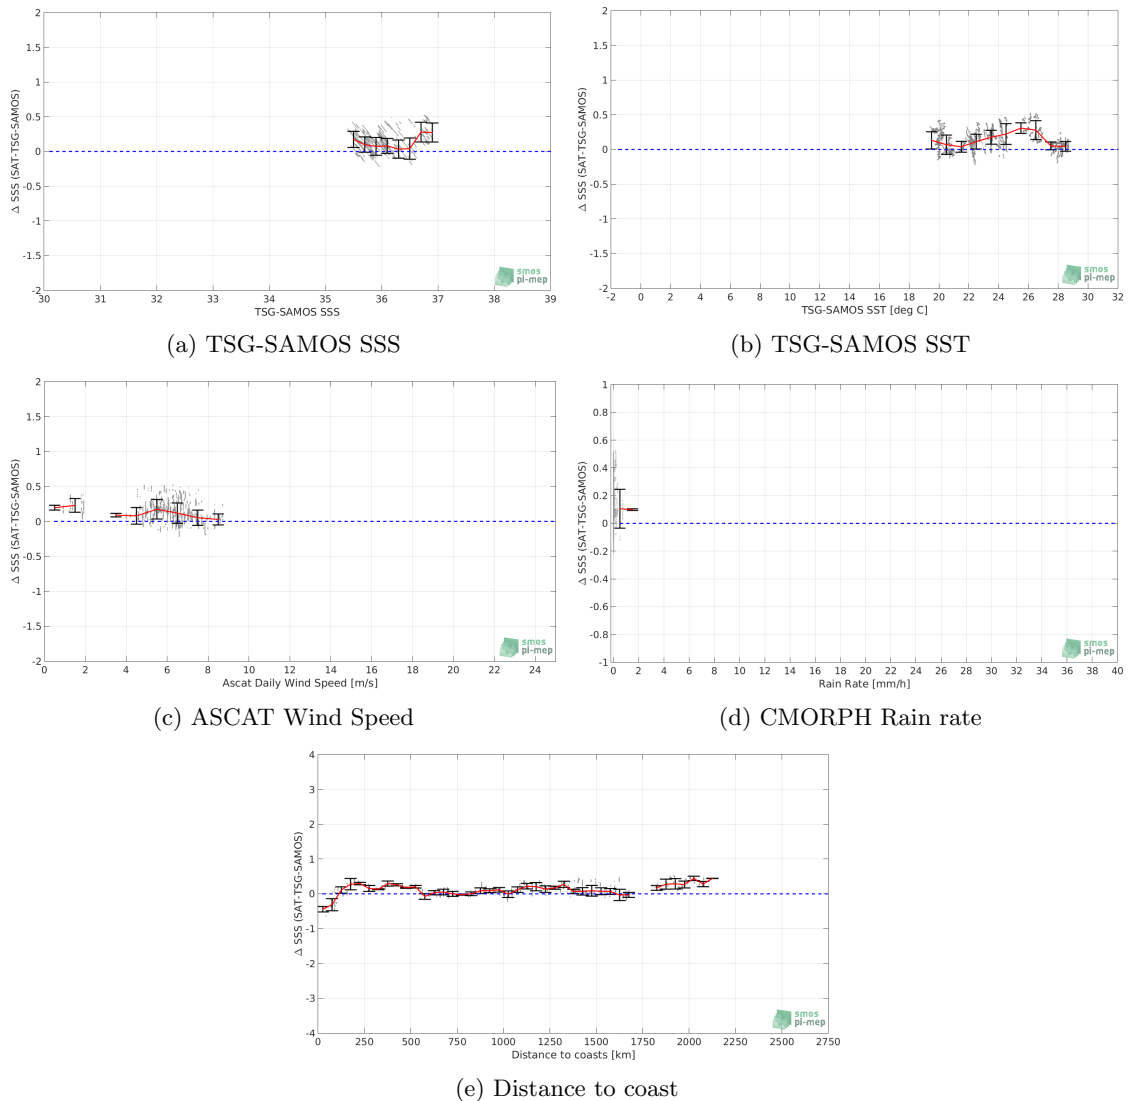 2
1.5
1
0.5
0
-0.5
-1
-1.5
-2
Δ SSS (SAT-TSG-SAMOS)
30 31 32 33 34 35 36 37 38 39
TSG-SAMOS SSS
smos
pi-mep
(a) TSG-SAMOS SSS
2
1.5
1
0.5
0
-0.5
-1
-1.5
-2
Δ SSS (SAT-TSG-SAMOS)
-2 0 2 4 6 8 10 12 14 16 18 20 22 24 26 28 30 32
TSG-SAMOS SST [deg C]
smos
pi-mep
(b) TSG-SAMOS SST
2
1.5
1
0.5
0
-0.5
-1
-1.5
-2
Δ SSS (SAT-TSG-SAMOS)
0 2 4 6 8 10 12 14 16 18 20 22 24
Ascat Daily Wind Speed [m/s]
smos
pi-mep
(c) ASCAT Wind Speed
1
0.8
0.6
0.4
0.2
0
-0.2
-0.4
-0.6
-0.8
-1
Δ SSS (SAT-TSG-SAMOS)
0 2 4 6 8 10 12 14 16 18 20 22 24 26 28 30 32 34 36 38 40
Rain Rate [mm/h]
smos
pi-mep
(d) CMORPH Rain rate
4
3
2
1
0
-1
-2
-3
-4
Δ SSS (SAT-TSG-SAMOS)
0 250 500 750 1000 1250 1500 1750 2000 2250 2500 2750
Distance to coasts [km]
smos
pi-mep
(e) Distance to coast